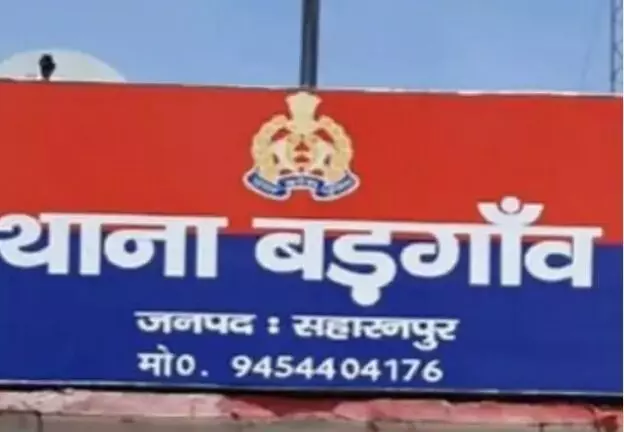 थाना बड़गाँव
जनपद : सहारनपुर
मो0. 9454404176